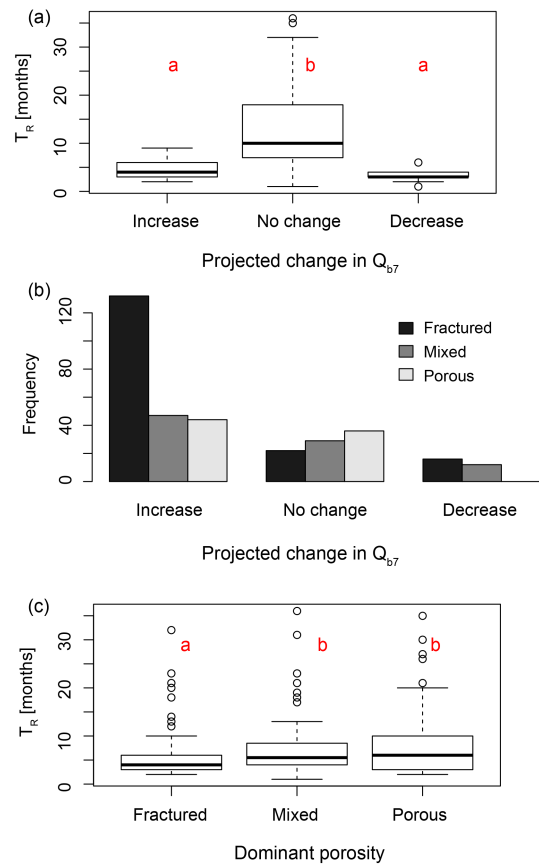 (a)
T_R [months]
0 10 20 30
a b a
Increase No change Decrease
Projected change in Q_b7
(b)
Frequency
0 40 80 120
Fractured
Mixed
Porous
Increase No change Decrease
Projected change in Q_b7
(c)
T_R [months]
0 10 20 30
a b b
Fractured Mixed Porous
Dominant porosity